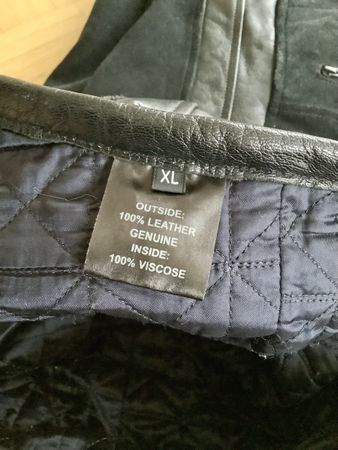 XL
OUTSIDE:
100% LEATHER
GENUINE
INSIDE:
100% VISCOSE